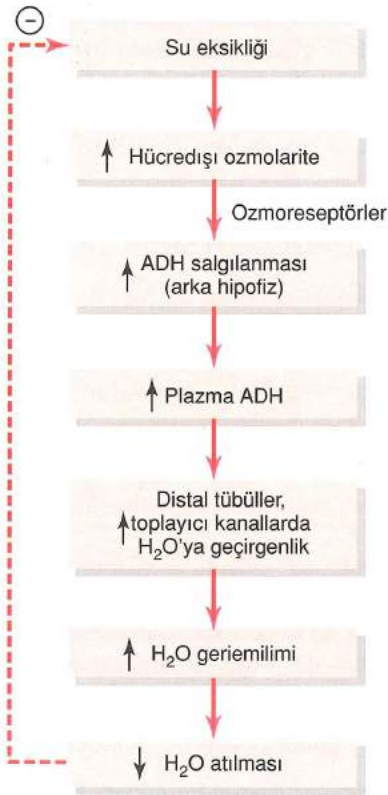 −
Su eksikliği
↑ Hücredışı ozmolarite
Ozmoreseptörler
↑ ADH salgılanması
(arka hipofiz)
↑ Plazma ADH
Distal tübüller,
↑ toplayıcı kanallarda
H₂O'ya geçirgenlik
↑ H₂O geriemilimi
↓ H₂O atılması